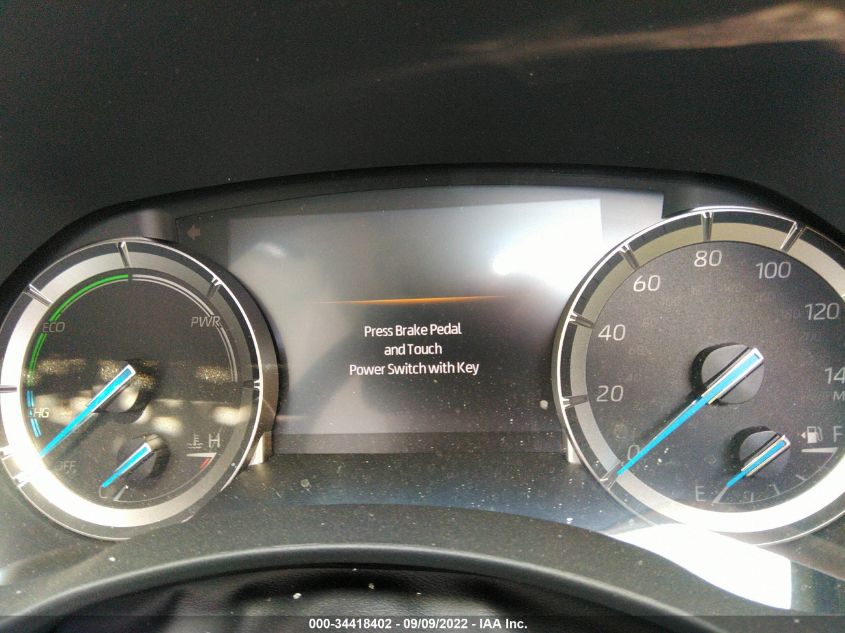 ECO
PWR
CHG
OFF
C
H
Press Brake Pedal
and Touch
Power Switch with Key
0
20
40
60
80
100
120
E
F
000-34418402 - 09/09/2022 - IAA Inc.